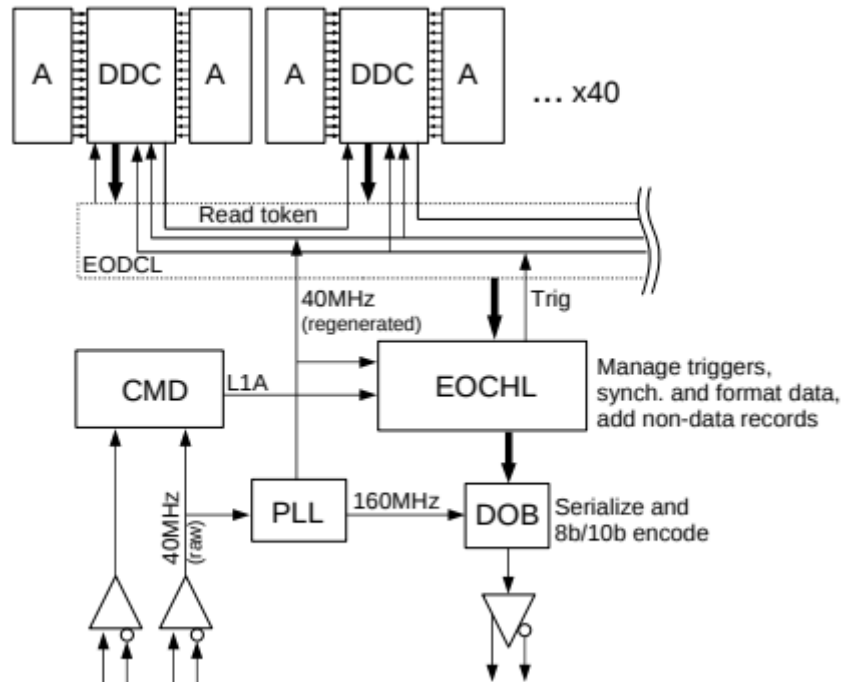 A DDC A A DDC A ... x40
Read token
EODCL
40MHz
(regenerated)
Trig
CMD
L1A
EOCHL
Manage triggers,
synch. and format data,
add non-data records
40MHz
(raw)
PLL
160MHz
DOB
Serialize and
8b/10b encode